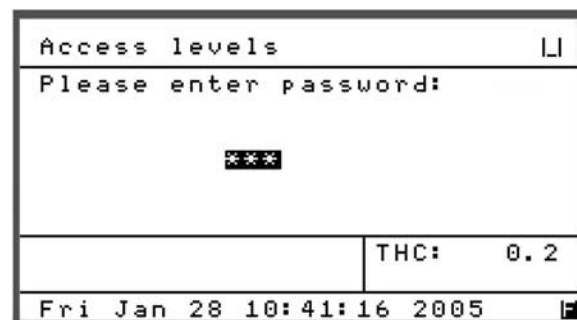 Access levels
Please enter password:
***
THC: 0.2
Fri Jan 28 10:41:16 2005